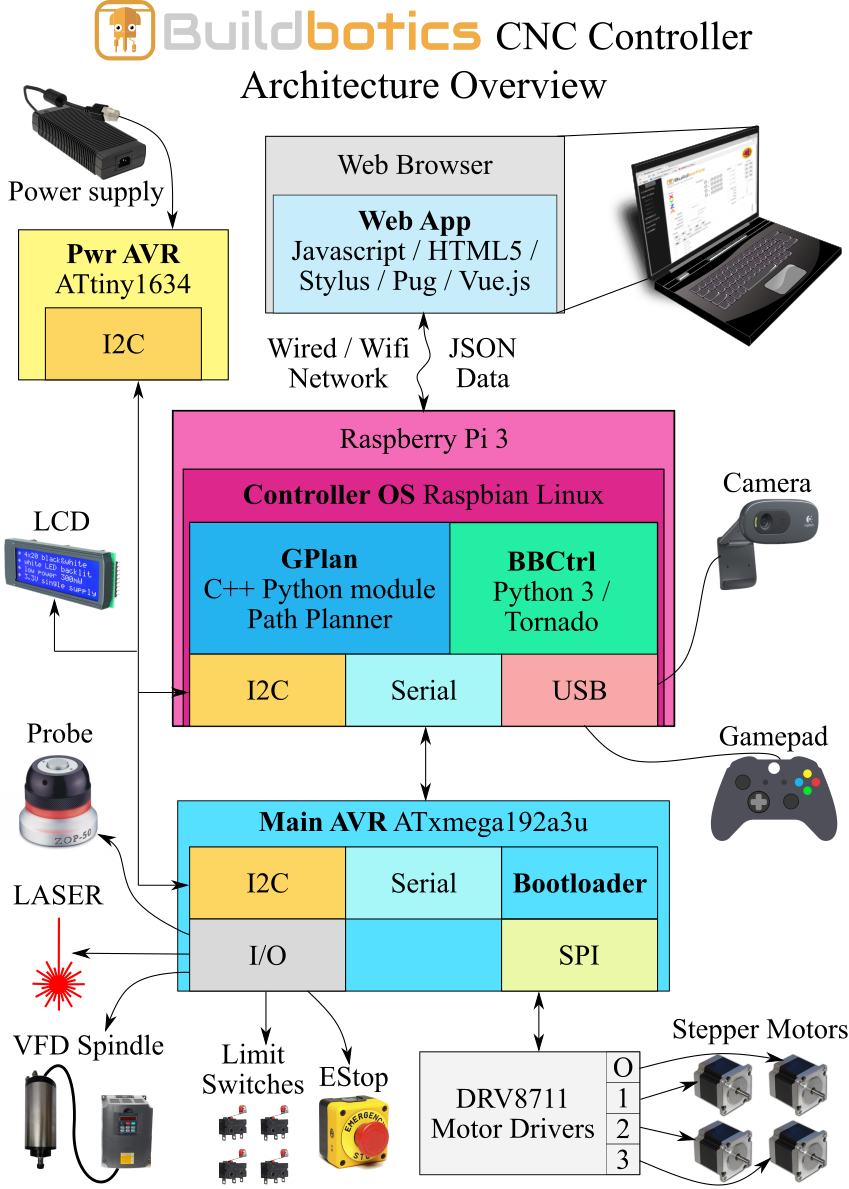 Buildbotics CNC Controller
Architecture Overview
Power supply
Pwr AVR
ATtiny1634
I2C
Web Browser
Web App
Javascript / HTML5 /
Stylus / Pug / Vue.js
Buildbotics
Wired / Wifi
Network
JSON
Data
Raspberry Pi 3
Controller OS Raspbian Linux
GPlan
C++ Python module
Path Planner
BBCtrl
Python 3 /
Tornado
I2C
Serial
USB
LCD
* 4x20 black&white
* white LED backlit
* low power 300mW
* 3.3V single supply
Camera
Gamepad
Probe
ZOP-50
Main AVR ATxmega192a3u
I2C
Serial
Bootloader
I/O
SPI
LASER
VFD Spindle
Limit
Switches
EStop
EMERGENCY
DRV8711
Motor Drivers
0
1
2
3
Stepper Motors